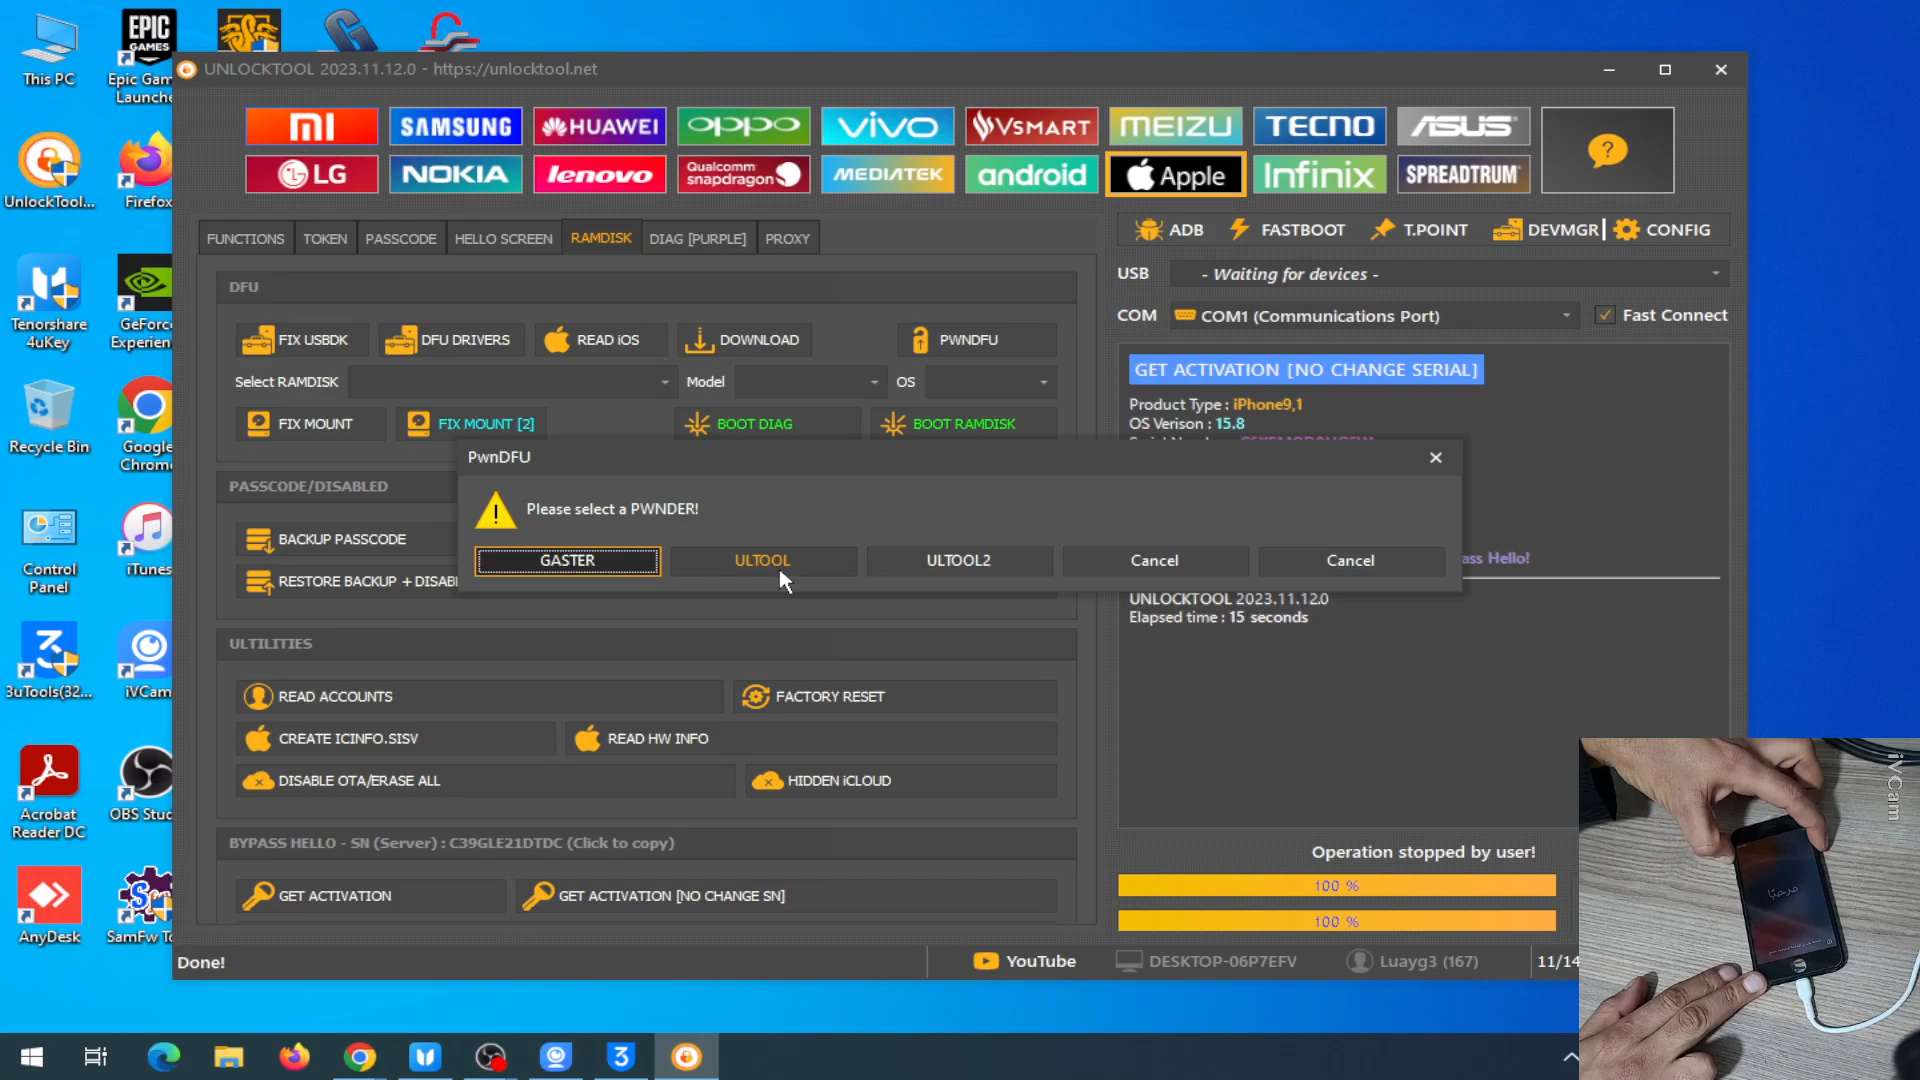 This PC
EPIC GAMES
Epic Gam
Launche
UnlockTool...
Firefox
Tenorshare
4uKey
GeForc
Experien
Recycle Bin
Google
Chrom
Control
Panel
iTunes
3uTools(32...
iVCam
Acrobat
Reader DC
OBS Stud
AnyDesk
SamFw To
UNLOCKTOOL 2023.11.12.0 - https://unlocktool.net
mi SAMSUNG HUAWEI oppo vivo VSMART MEIZU TECNO ASUS
LG NOKIA lenovo Qualcomm snapdragon MEDIATEK android Apple Infinix SPREADTRUM
?
FUNCTIONS TOKEN PASSCODE HELLO SCREEN RAMDISK DIAG [PURPLE] PROXY
DFU
FIX USBDK DFU DRIVERS READ iOS DOWNLOAD PWNDFU
Select RAMDISK Model OS
FIX MOUNT FIX MOUNT [2] BOOT DIAG BOOT RAMDISK
PASSCODE/DISABLED
BACKUP PASSCODE
RESTORE BACKUP + DISAB
PwnDFU
Please select a PWNDER!
GASTER ULTOOL ULTOOL2 Cancel Cancel
ULTILITIES
READ ACCOUNTS FACTORY RESET
CREATE ICINFO.SISV READ HW INFO
DISABLE OTA/ERASE ALL HIDDEN iCLOUD
BYPASS HELLO - SN (Server) : C39GLE21DTDC (Click to copy)
GET ACTIVATION GET ACTIVATION [NO CHANGE SN]
ADB FASTBOOT T.POINT DEVMGR CONFIG
USB - Waiting for devices -
COM COM1 (Communications Port) Fast Connect
GET ACTIVATION [NO CHANGE SERIAL]
Product Type : iPhone9,1
OS Verison : 15.8
ass Hello!
UNLOCKTOOL 2023.11.12.0
Elapsed time : 15 seconds
Operation stopped by user!
100 %
100 %
Done!
YouTube DESKTOP-06P7EFV Luayg3 (167) 11/14
iVCam
مرحبًا